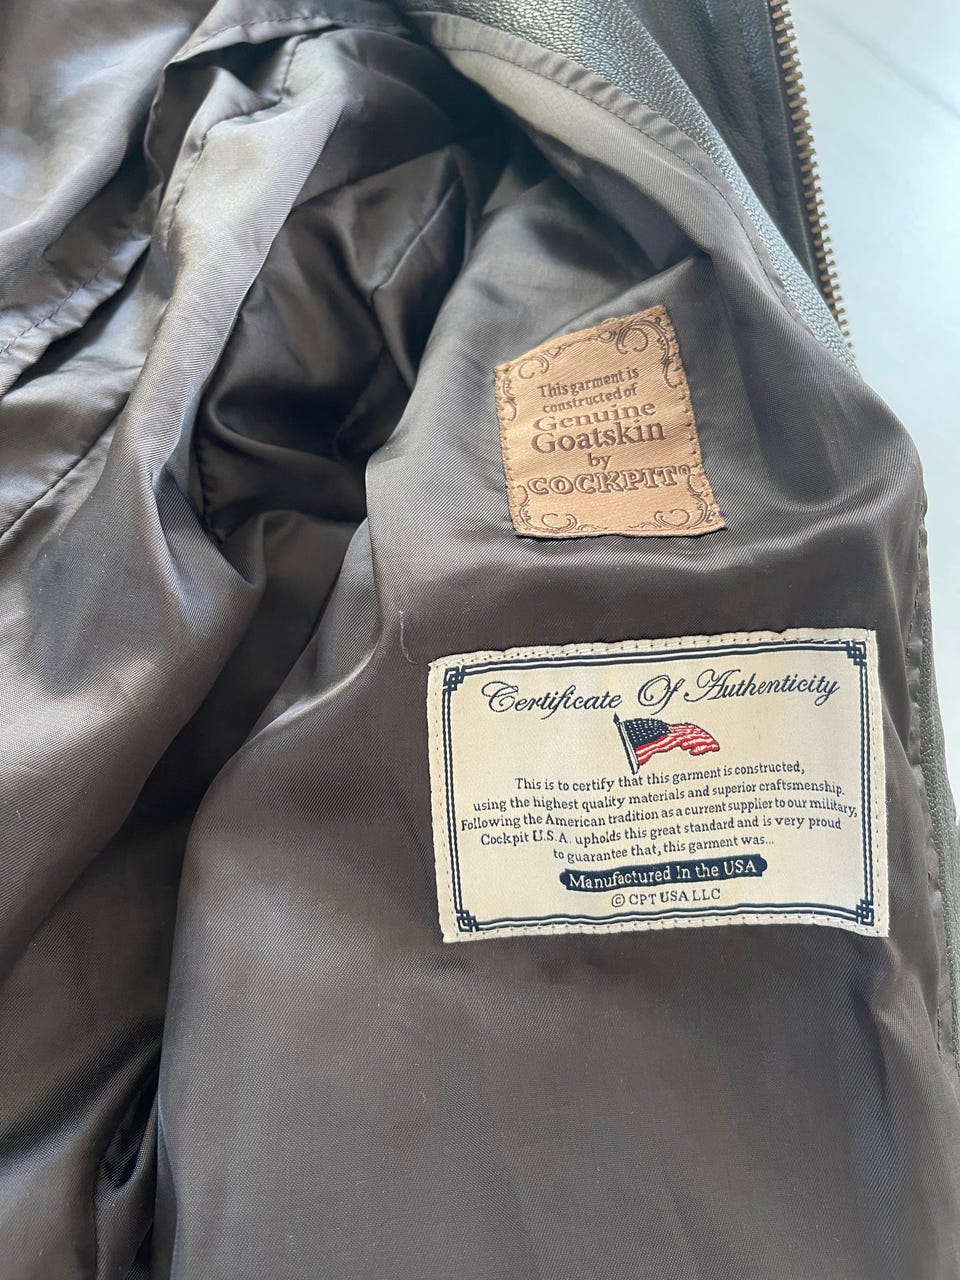 This garment is
constructed of
Genuine
Goatskin
by
COCKPIT®
Certificate Of Authenticity
This is to certify that this garment is constructed,
using the highest quality materials and superior craftsmenship.
Following the American tradition as a current supplier to our military,
Cockpit U.S.A. upholds this great standard and is very proud
to guarantee that, this garment was...
Manufactured In the USA
© CPT USA LLC